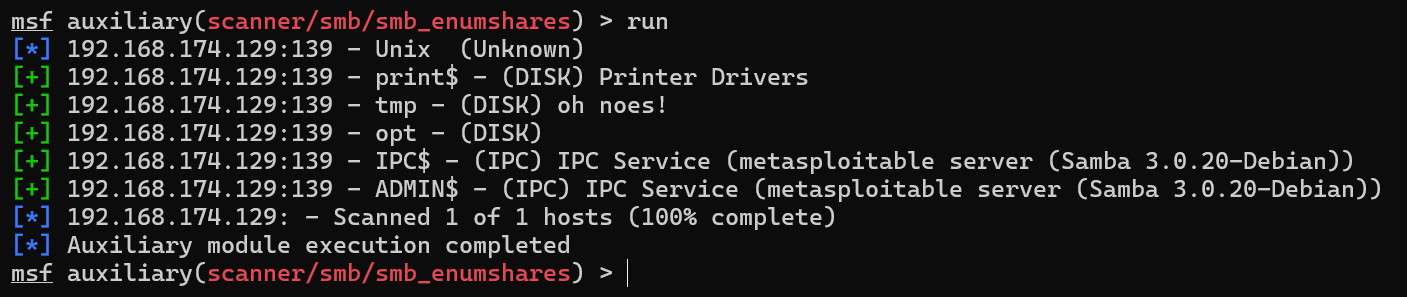 msf auxiliary(scanner/smb/smb_enumshares) > run
[*] 192.168.174.129:139 - Unix  (Unknown)
[+] 192.168.174.129:139 - print$ - (DISK) Printer Drivers
[+] 192.168.174.129:139 - tmp - (DISK) oh noes!
[+] 192.168.174.129:139 - opt - (DISK)
[+] 192.168.174.129:139 - IPC$ - (IPC) IPC Service (metasploitable server (Samba 3.0.20-Debian))
[+] 192.168.174.129:139 - ADMIN$ - (IPC) IPC Service (metasploitable server (Samba 3.0.20-Debian))
[*] 192.168.174.129: - Scanned 1 of 1 hosts (100% complete)
[*] Auxiliary module execution completed
msf auxiliary(scanner/smb/smb_enumshares) >